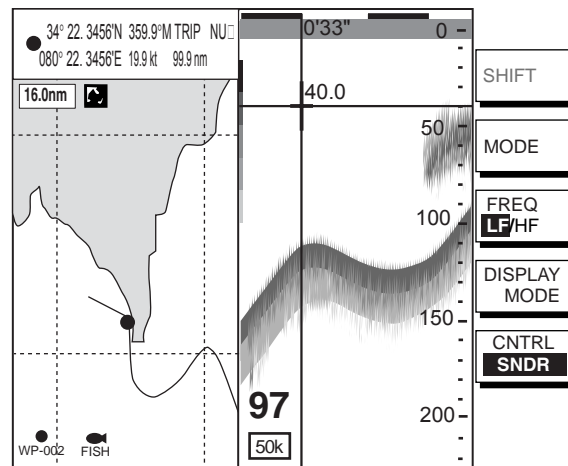 34° 22. 3456'N 359.9°M TRIP NU□
080° 22. 3456'E 19.9 kt 99.9 nm
16.0nm
WP-002 FISH
0'33"
40.0
0
50
100
150
200
97
50k
SHIFT
MODE
FREQ
LF/HF
DISPLAY
MODE
CNTRL
SNDR